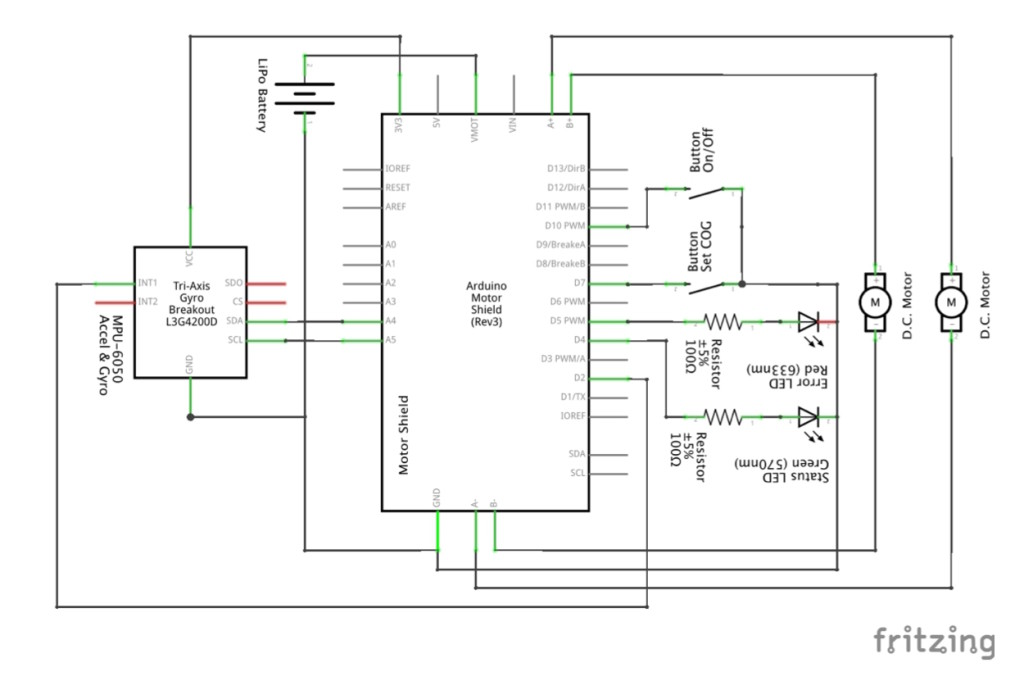 LiPo Battery
3V3
5V
VMOT
VIN
A+
B+
IOREF
RESET
AREF
A0
A1
A2
A3
A4
A5
D13/DirB
D12/DirA
D11 PWM/B
D10 PWM
D9/BreakeA
D8/BreakeB
D7
D6 PWM
D5 PWM
D4
D3 PWM/A
D2
D1/TX
IOREF
SDA
SCL
Arduino
Motor
Shield
(Rev3)
Motor Shield
GND
A-
B-
VCC
INT1
INT2
SDO
CS
SDA
SCL
GND
Tri-Axis
Gyro
Breakout
L3G4200D
MPU-6050
Accel & Gyro
Button
On/Off
Button
Set COG
Resistor
±5%
100Ω
Error LED
Red (633nm)
Resistor
±5%
100Ω
Status LED
Green (570nm)
M
D.C. Motor
M
D.C. Motor
fritzing